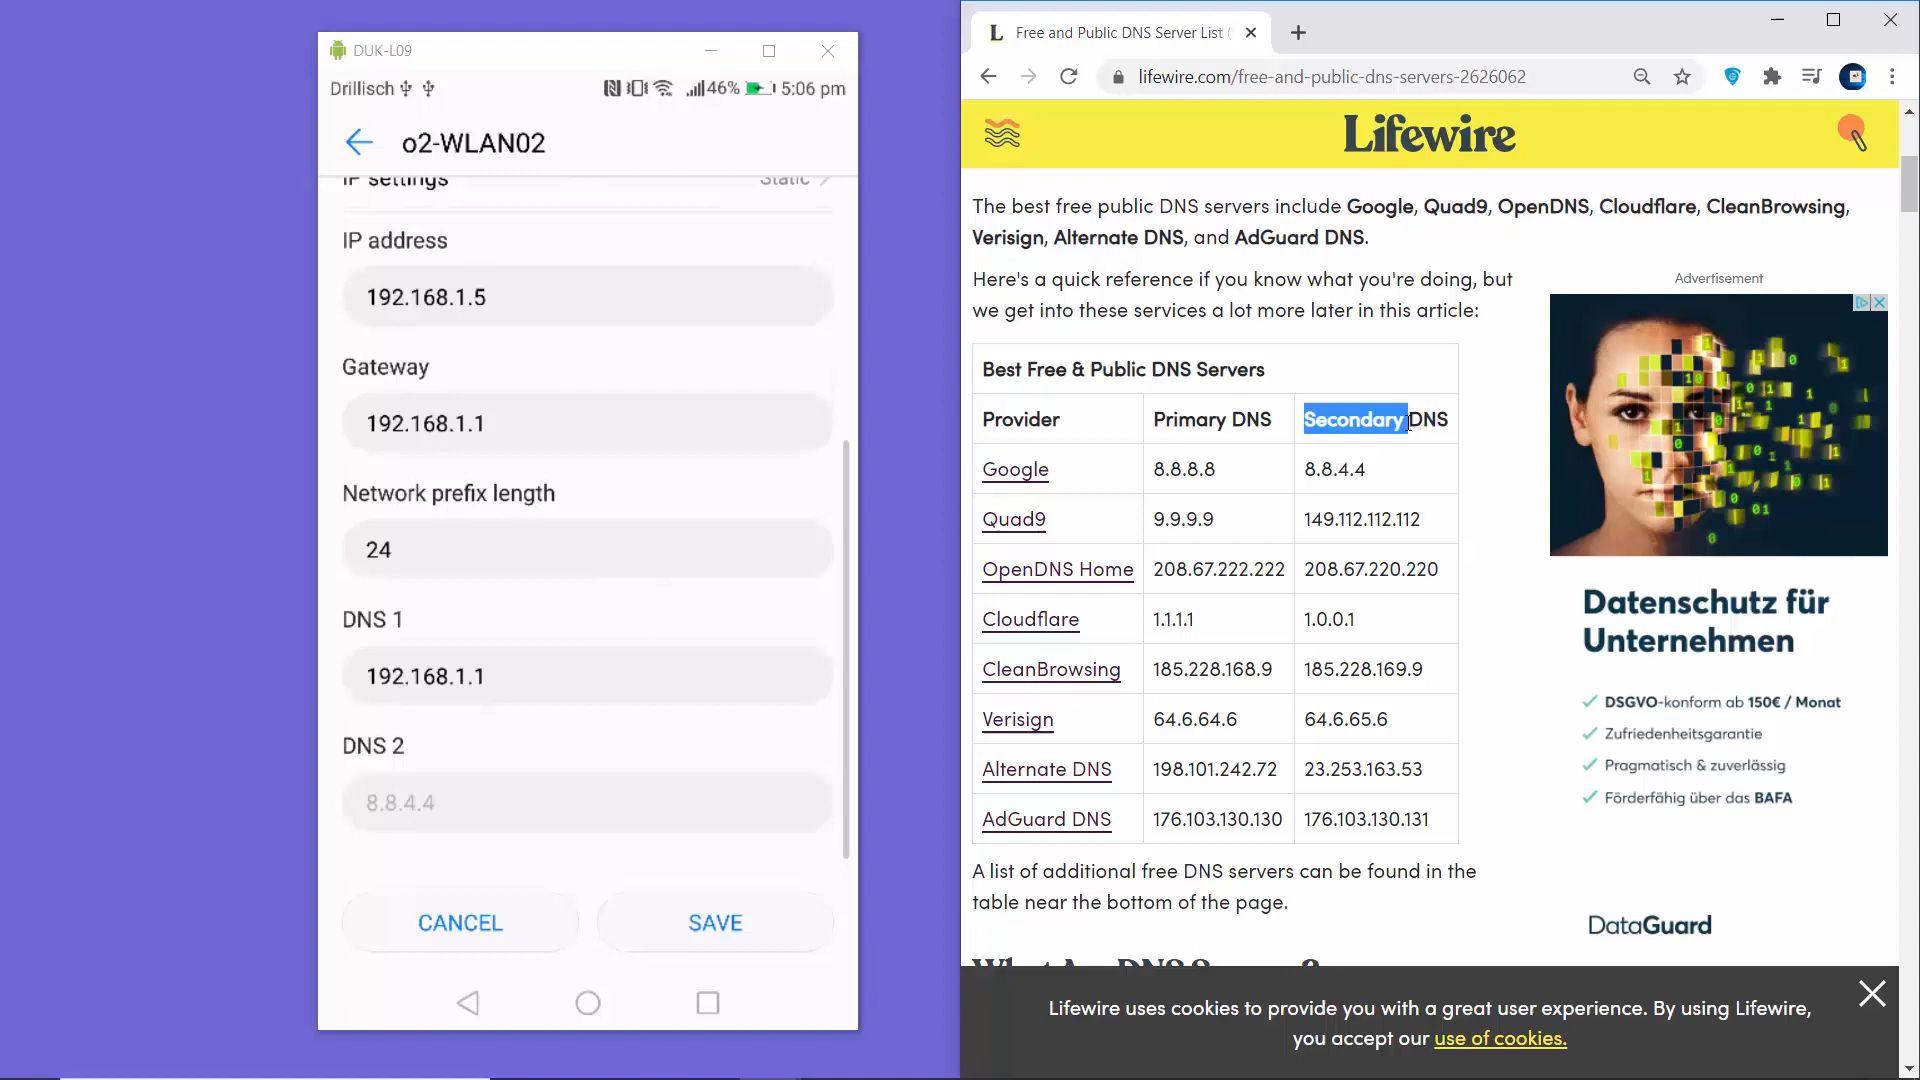 DUK-L09
Drillisch
46% 5:06 pm
o2-WLAN02
IP settings
Static
IP address
192.168.1.5
Gateway
192.168.1.1
Network prefix length
24
DNS 1
192.168.1.1
DNS 2
8.8.4.4
CANCEL
SAVE
L Free and Public DNS Server List (
lifewire.com/free-and-public-dns-servers-2626062
Lifewire
The best free public DNS servers include Google, Quad9, OpenDNS, Cloudflare, CleanBrowsing,
Verisign, Alternate DNS, and AdGuard DNS.
Here's a quick reference if you know what you're doing, but
we get into these services a lot more later in this article:
Best Free & Public DNS Servers
Provider Primary DNS Secondary DNS
Google 8.8.8.8 8.8.4.4
Quad9 9.9.9.9 149.112.112.112
OpenDNS Home 208.67.222.222 208.67.220.220
Cloudflare 1.1.1.1 1.0.0.1
CleanBrowsing 185.228.168.9 185.228.169.9
Verisign 64.6.64.6 64.6.65.6
Alternate DNS 198.101.242.72 23.253.163.53
AdGuard DNS 176.103.130.130 176.103.130.131
A list of additional free DNS servers can be found in the
table near the bottom of the page.
Advertisement
Datenschutz für
Unternehmen
DSGVO-konform ab 150€ / Monat
Zufriedenheitsgarantie
Pragmatisch & zuverlässig
Förderfähig über das BAFA
DataGuard
Lifewire uses cookies to provide you with a great user experience. By using Lifewire,
you accept our use of cookies.